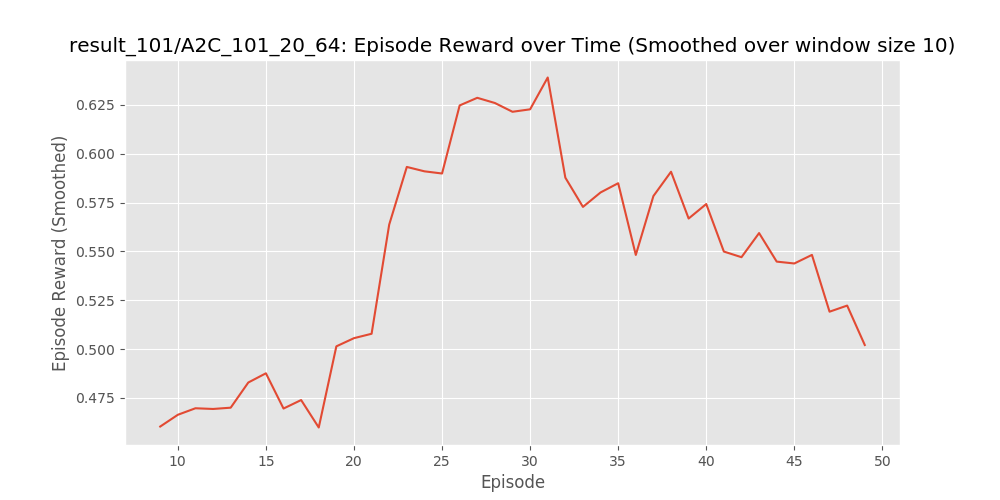 result_101/A2C_101_20_64: Episode Reward over Time (Smoothed over window size 10)
Episode Reward (Smoothed)
0.625
0.600
0.575
0.550
0.525
0.500
0.475
10 15 20 25 30 35 40 45 50
Episode